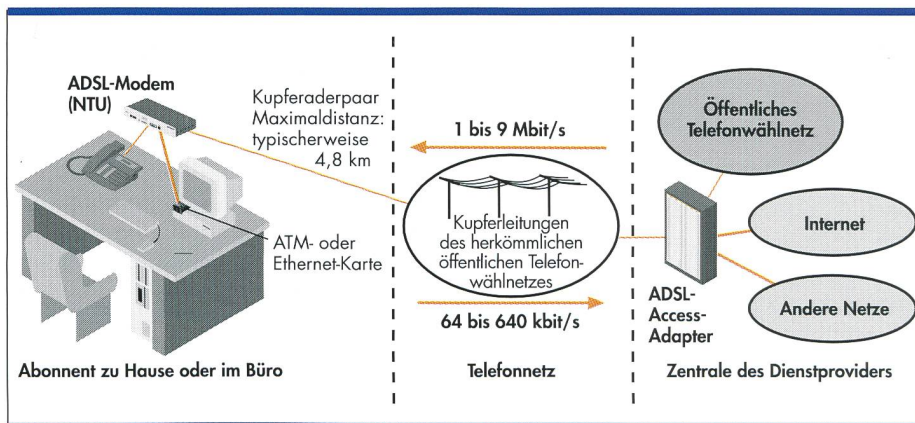 ADSL-Modem
(NTU)
Kupferaderpaar
Maximaldistanz:
typischerweise
4,8 km
ATM- oder
Ethernet-Karte
Abonnent zu Hause oder im Büro
1 bis 9 Mbit/s
Kupferleitungen
des herkömmlichen
öffentlichen Telefon-
wählnetzes
64 bis 640 kbit/s
Telefonnetz
Öffentliches
Telefonwählnetz
Internet
Andere Netze
ADSL-
Access-
Adapter
Zentrale des Dienstproviders